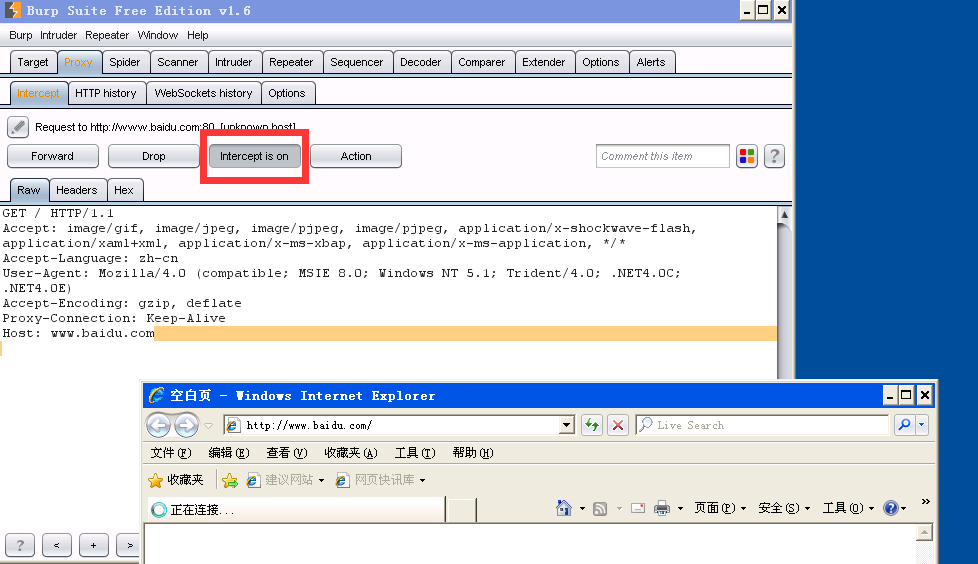 Burp Suite Free Edition v1.6
Burp Intruder Repeater Window Help
Target Proxy Spider Scanner Intruder Repeater Sequencer Decoder Comparer Extender Options Alerts
Intercept HTTP history WebSockets history Options
Request to http://www.baidu.com:80 [unknown host]
Forward Drop Intercept is on Action Comment this item ?
Raw Headers Hex
GET / HTTP/1.1
Accept: image/gif, image/jpeg, image/pjpeg, image/pjpeg, application/x-shockwave-flash,
application/xaml+xml, application/x-ms-xbap, application/x-ms-application, */*
Accept-Language: zh-cn
User-Agent: Mozilla/4.0 (compatible; MSIE 8.0; Windows NT 5.1; Trident/4.0; .NET4.0C;
.NET4.0E)
Accept-Encoding: gzip, deflate
Proxy-Connection: Keep-Alive
Host: www.baidu.com
空白页 - Windows Internet Explorer
http://www.baidu.com/ Live Search
文件(F) 编辑(E) 查看(V) 收藏夹(A) 工具(T) 帮助(H)
收藏夹 建议网站 网页快讯库
正在连接... 页面(P) 安全(S) 工具(O) ? »
? < + >